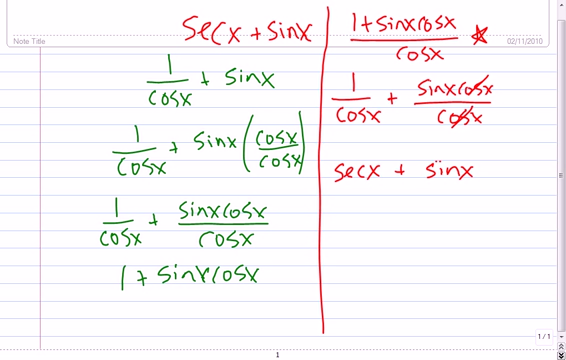 Note Title
02/11/2010
secx + sinx
1/cosx + sinx
1/cosx + sinx (cosx/cosx)
1/cosx + sinxcosx/cosx
1 + sinxcosx
1+sinxcosx/cosx *
1/cosx + sinxcosx/cosx
secx + sinx
1/1
1